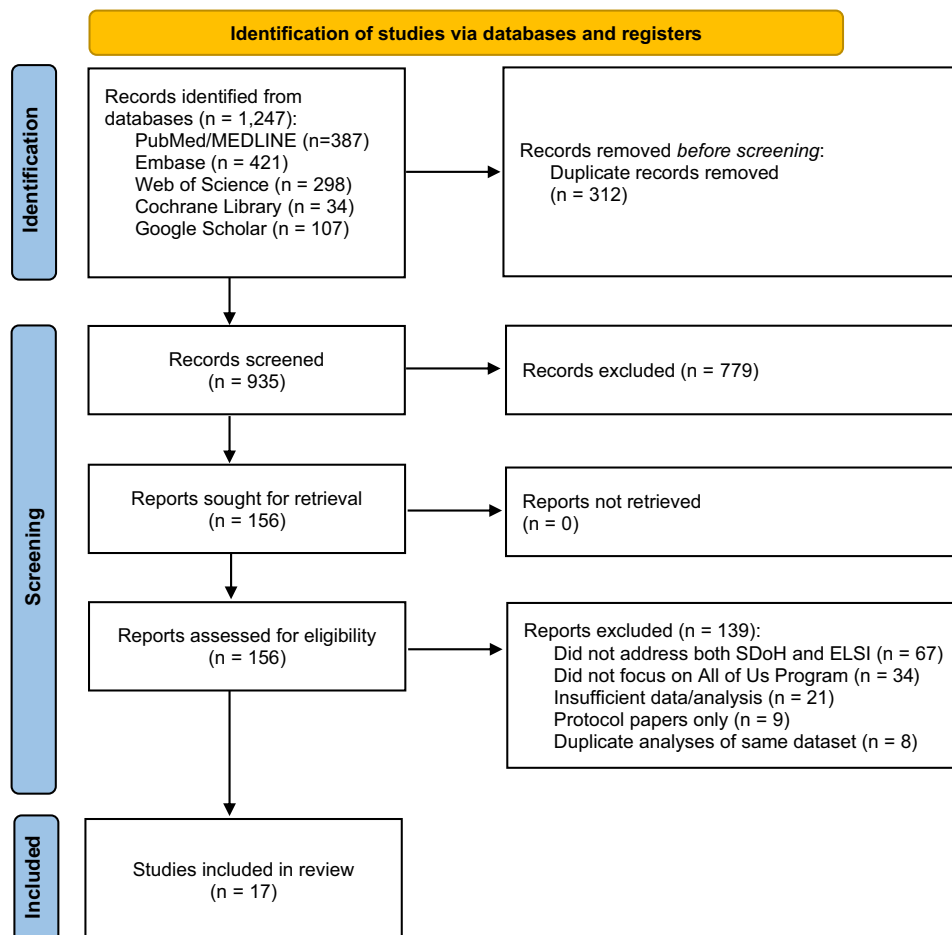 Identification of studies via databases and registers
Identification
Records identified from
databases (n = 1,247):
PubMed/MEDLINE (n=387)
Embase = 421)
Web of Science (n = 298)
Cochrane Library (n = 34)
Google Scholar (n = 107)
Records removed before screening:
Duplicate records removed
(n = 312)
Screening
Records screened
(n = 935)
Records excluded (n = 779)
Reports sought for retrieval
(n = 156)
Reports not retrieved
(n = 0)
Reports assessed for eligibility
(n = 156)
Reports excluded (n = 139):
Did not address both SDoH and ELSI (n = 67)
Did not focus on All of Us Program (n = 34)
Insufficient data/analysis (n = 21)
Protocol papers only (n = 9)
Duplicate analyses of same dataset (n = 8)
Included
Studies included in review
(n = 17)